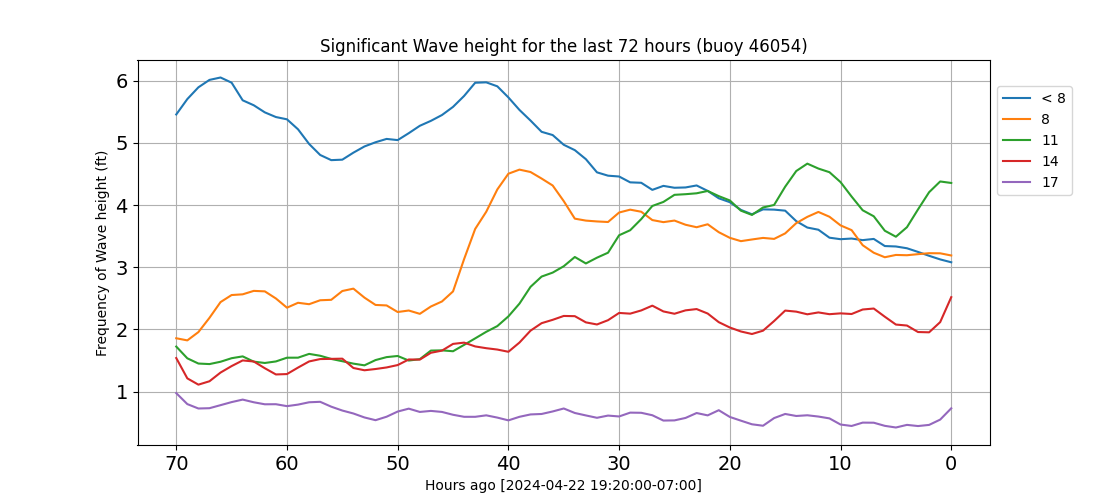 Significant Wave height for the last 72 hours (buoy 46054)
Frequency of Wave height (ft)
6
5
4
3
2
1
70 60 50 40 30 20 10 0
Hours ago [2024-04-22 19:20:00-07:00]
< 8
8
11
14
17